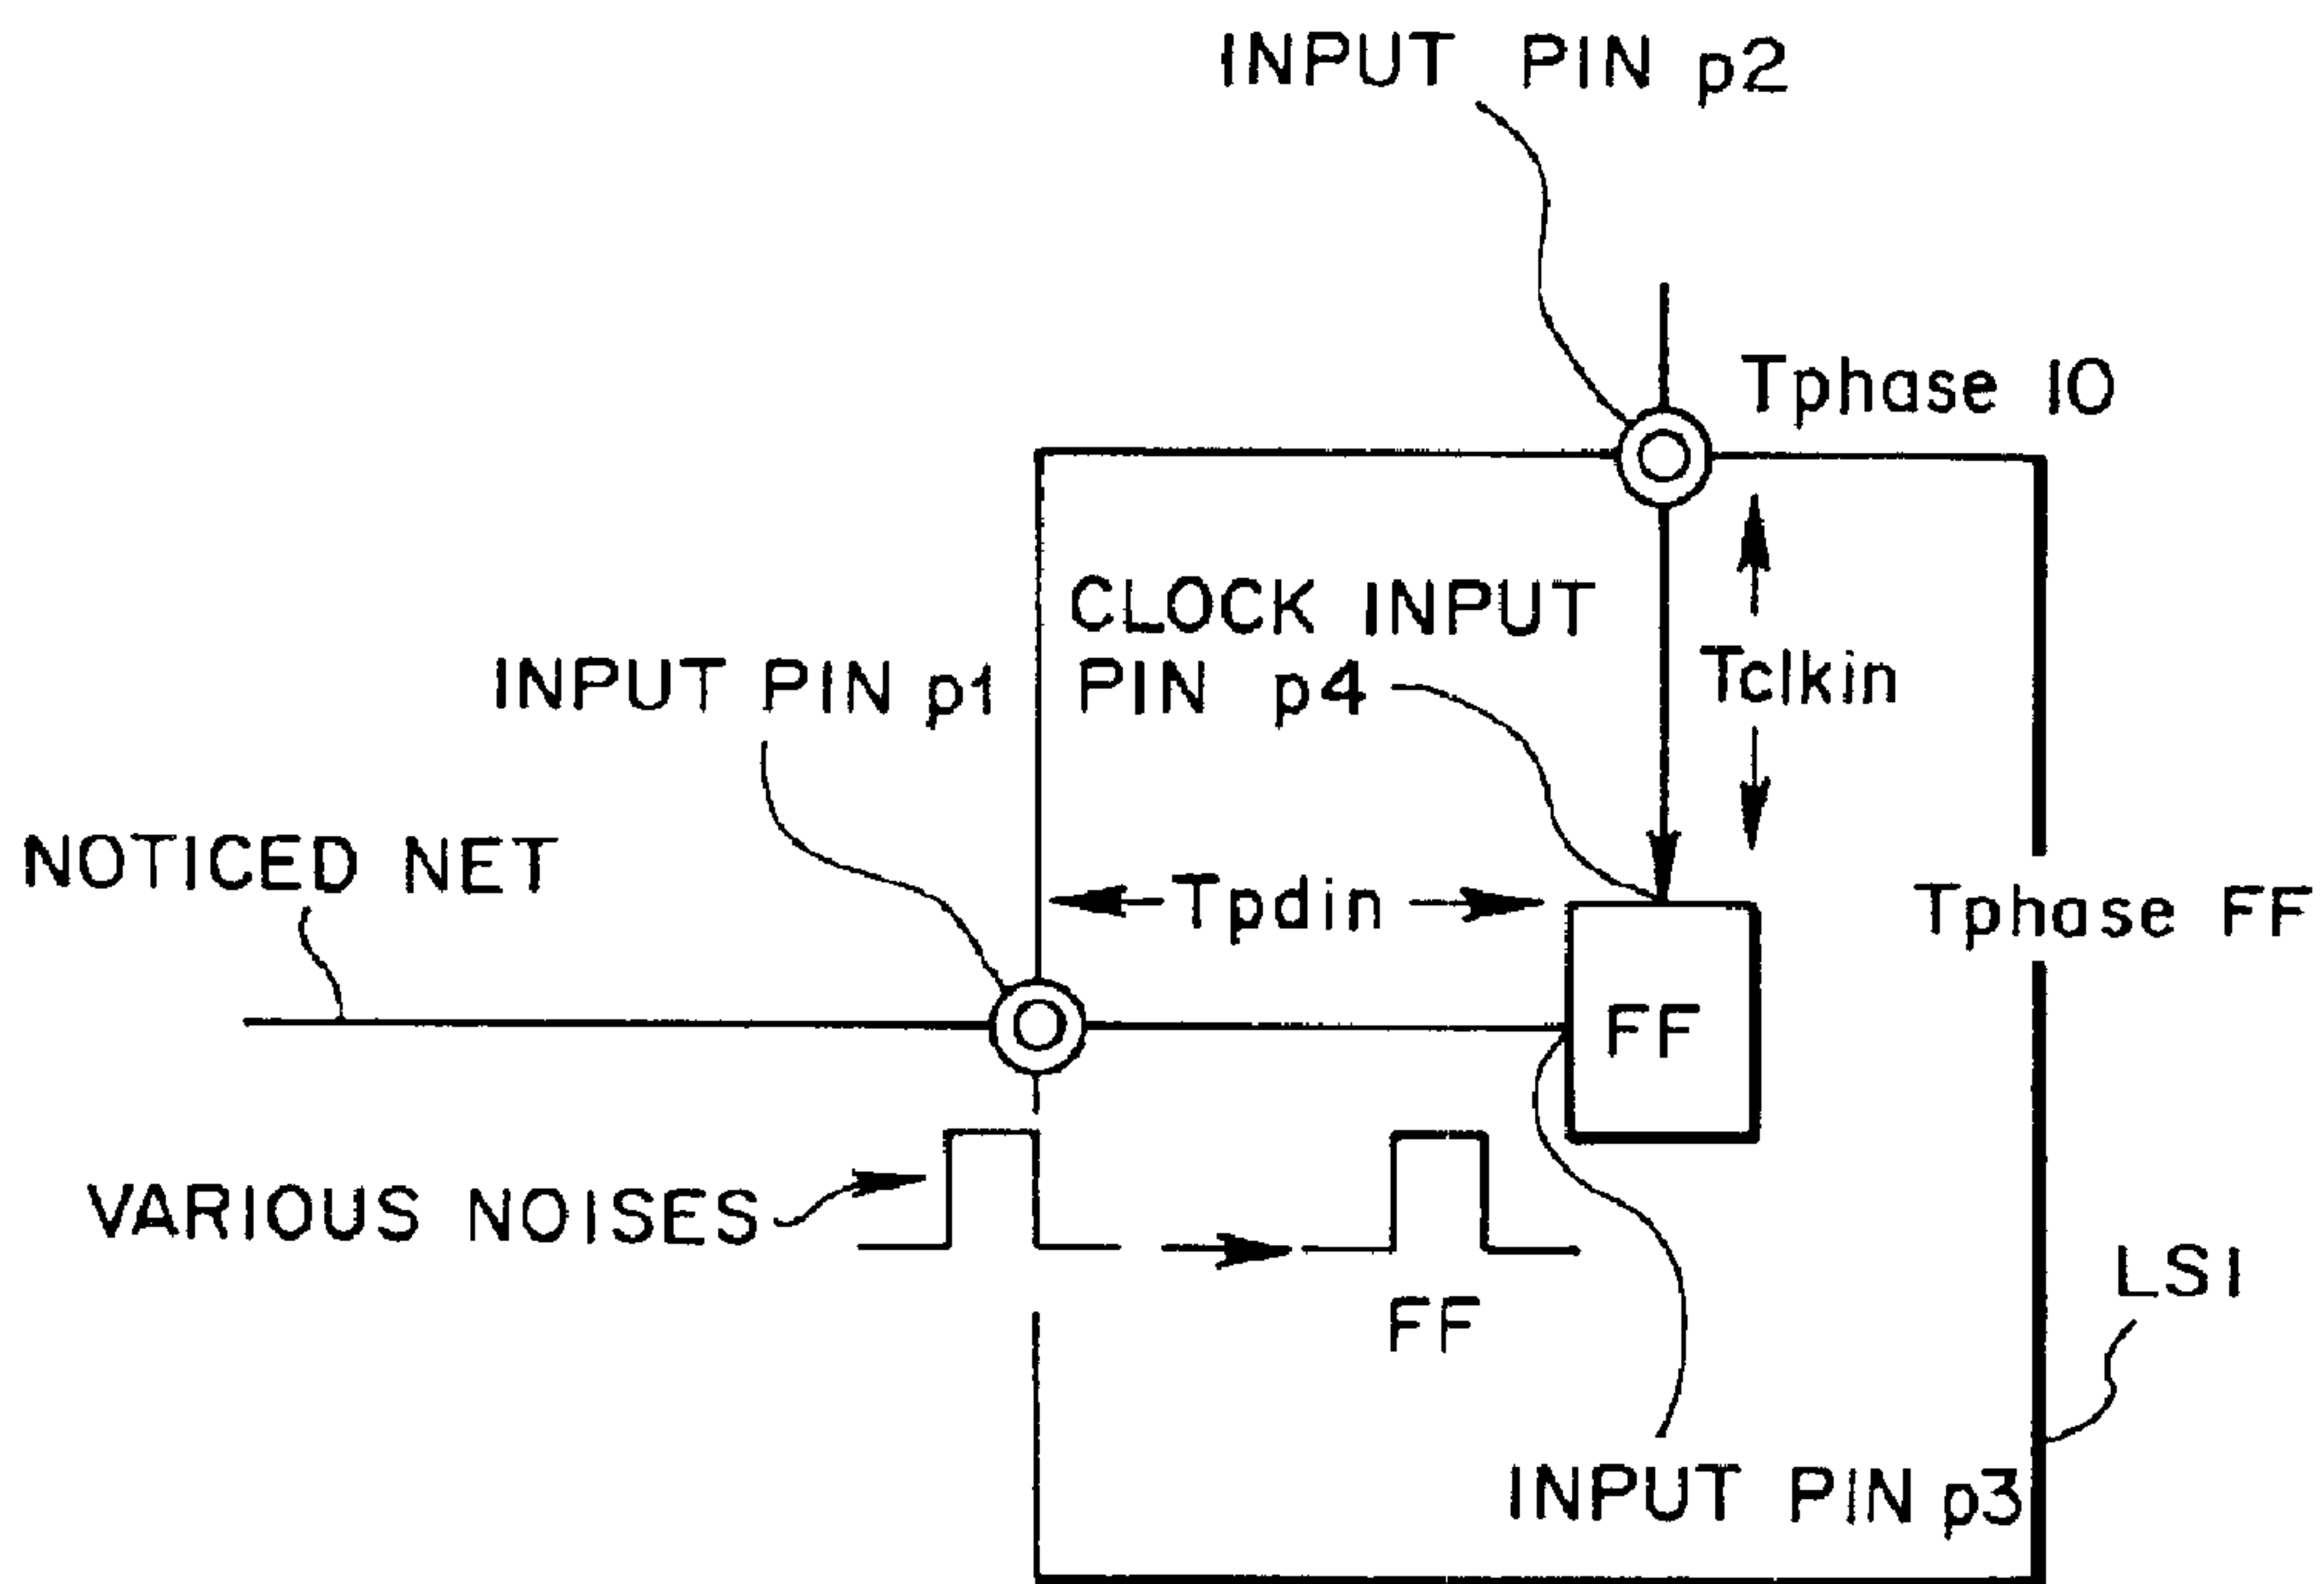 INPUT PIN p2
Tphase IO
CLOCK INPUT
PIN p4
INPUT PIN p1
Tclkin
NOTICED NET
Tpdin
Tphase FF
FF
VARIOUS NOISES
FF
LSI
INPUT PIN p3